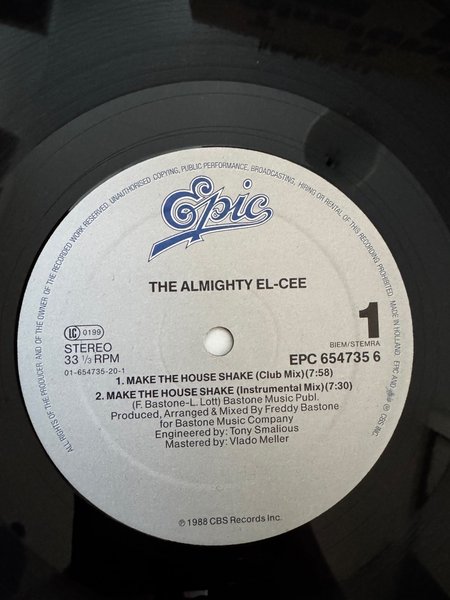 ALL RIGHTS OF THE PRODUCER AND OF THE OWNER OF THE RECORDED WORK RESERVED. UNAUTHORISED COPYING, PUBLIC PERFORMANCE, BROADCASTING, HIRING OR RENTAL OF THIS RECORDING PROHIBITED. MADE IN HOLLAND. EPIC AND
CBS INC.
Epic
THE ALMIGHTY EL-CEE
1
LC 0199
BIEM/STEMRA
STEREO
EPC 654735 6
33 1/3 RPM
01-654735-20-1
1. MAKE THE HOUSE SHAKE (Club Mix)(7:58)
2. MAKE THE HOUSE SHAKE (Instrumental Mix)(7:30)
(F. Bastone-L. Lott) Bastone Music Publ.
Produced, Arranged & Mixed By Freddy Bastone
for Bastone Music Company
Engineered by: Tony Smalious
Mastered by: Vlado Meller
℗ 1988 CBS Records Inc.